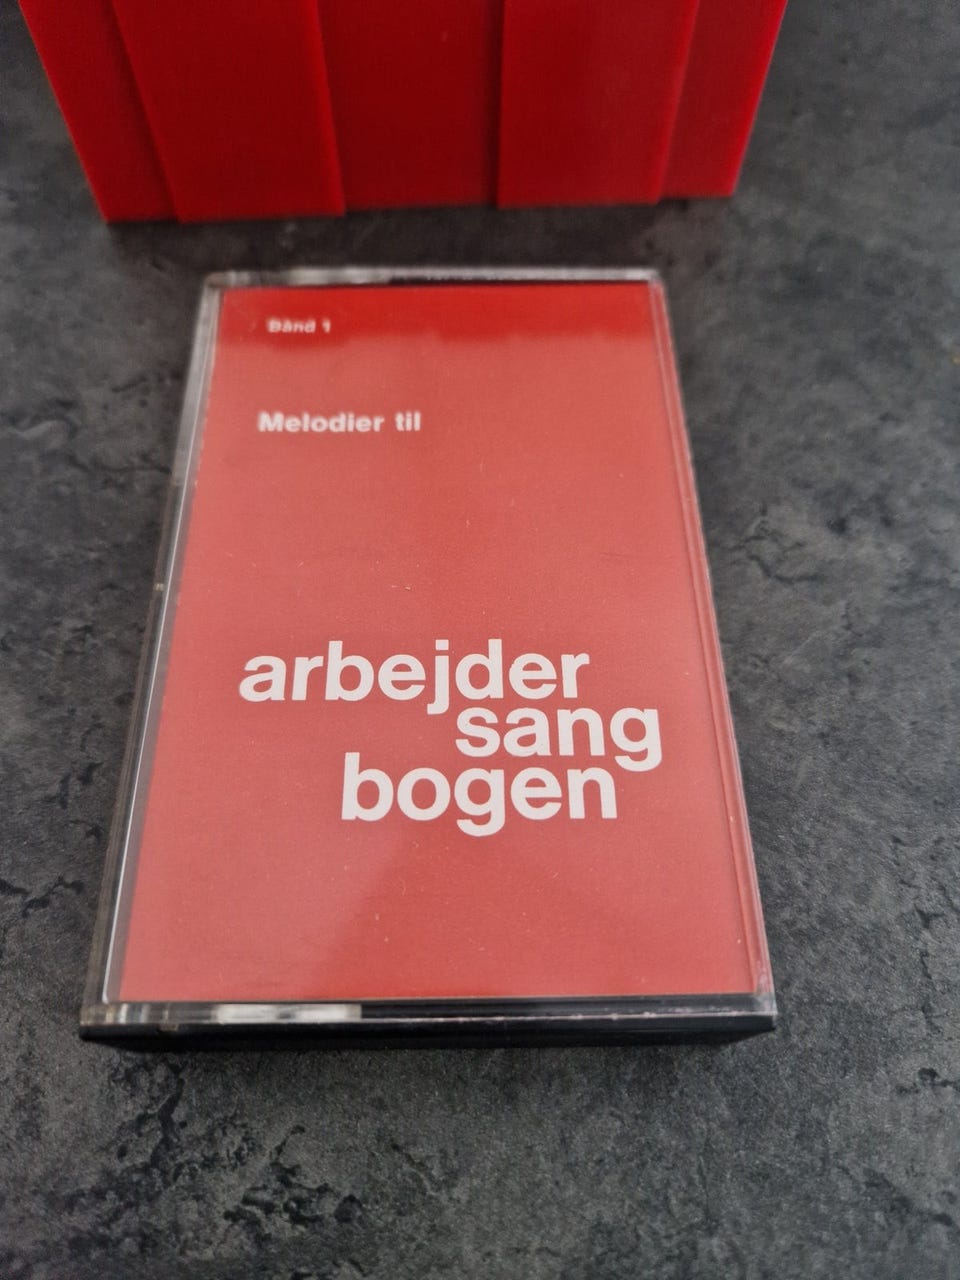 Bånd 1
Melodier til
arbejder
sang
bogen